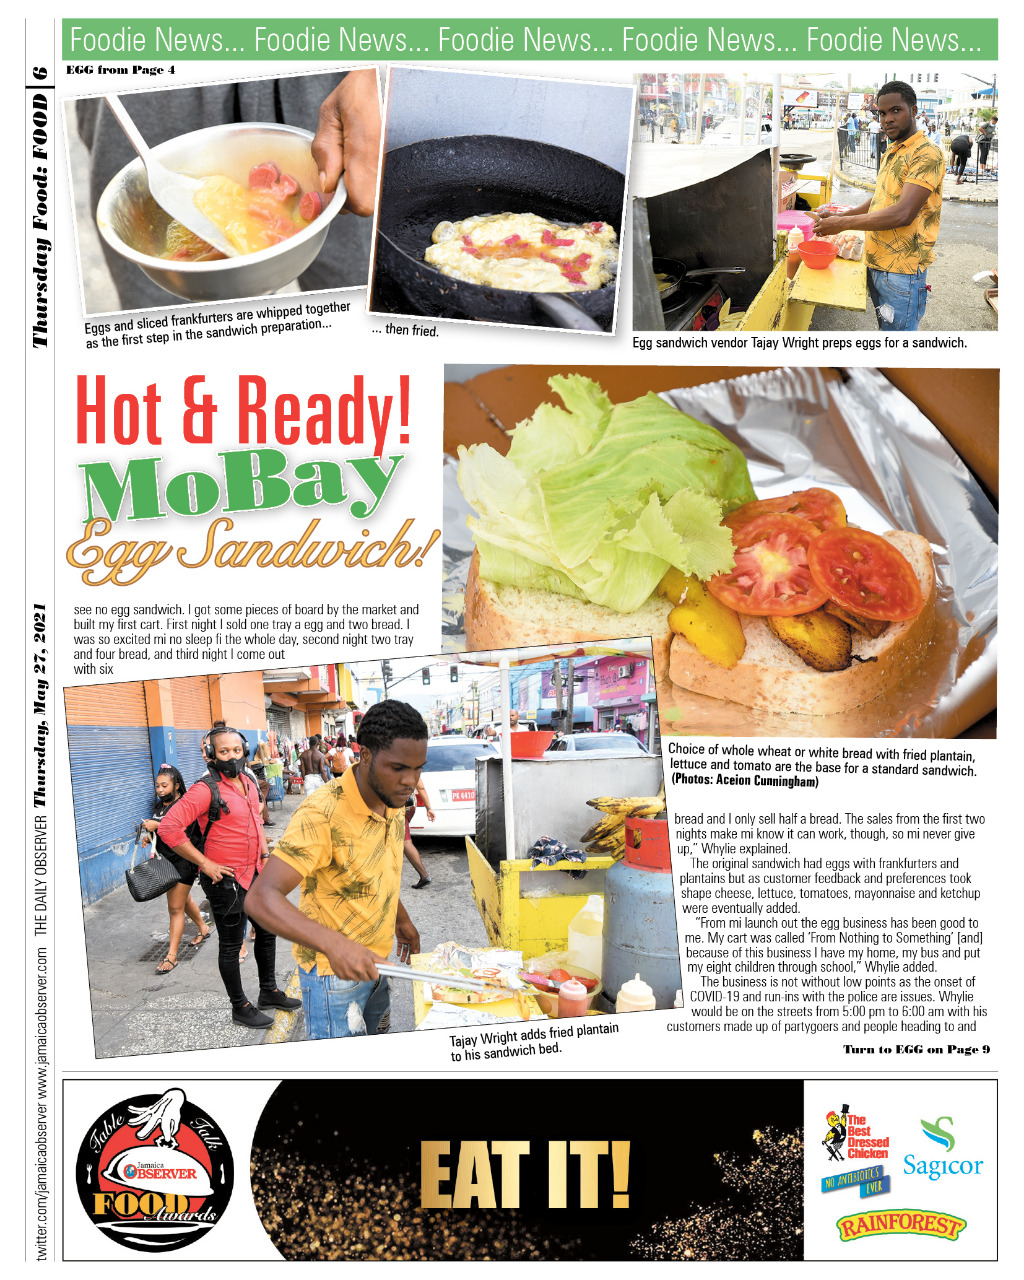 Foodie News... Foodie News... Foodie News... Foodie News... Foodie News...
Thursday Food: FOOD 6
Thursday, May 27, 2021
THE DAILY OBSERVER
www.jamaicaobserver.com
twitter.com/jamaicaobserver
EGG from Page 4
Eggs and sliced frankfurters are whipped together
as the first step in the sandwich preparation...
... then fried.
Egg sandwich vendor Tajay Wright preps eggs for a sandwich.
Hot & Ready!
MoBay
Egg Sandwich!
see no egg sandwich. I got some pieces of board by the market and
built my first cart. First night I sold one tray a egg and two bread. I
was so excited mi no sleep fi the whole day, second night two tray
and four bread, and third night I come out
with six
Choice of whole wheat or white bread with fried plantain,
lettuce and tomato are the base for a standard sandwich.
(Photos: Aceion Cunningham)
bread and I only sell half a bread. The sales from the first two
nights make mi know it can work, though, so mi never give
up,” Whylie explained.
The original sandwich had eggs with frankfurters and
plantains but as customer feedback and preferences took
shape cheese, lettuce, tomatoes, mayonnaise and ketchup
were eventually added.
“From mi launch out the egg business has been good to
me. My cart was called ‘From Nothing to Something’ [and]
because of this business I have my home, my bus and put
my eight children through school,” Whylie added.
The business is not without low points as the onset of
COVID-19 and run-ins with the police are issues. Whylie
would be on the streets from 5:00 pm to 6:00 am with his
customers made up of partygoers and people heading to and
Turn to EGG on Page 9
Tajay Wright adds fried plantain
to his sandwich bed.
Table Talk
Jamaica
OBSERVER
FOOD
Awards
EAT IT!
The
Best
Dressed
Chicken
NO ANTIBIOTICS
EVER
Sagicor
RAINFOREST